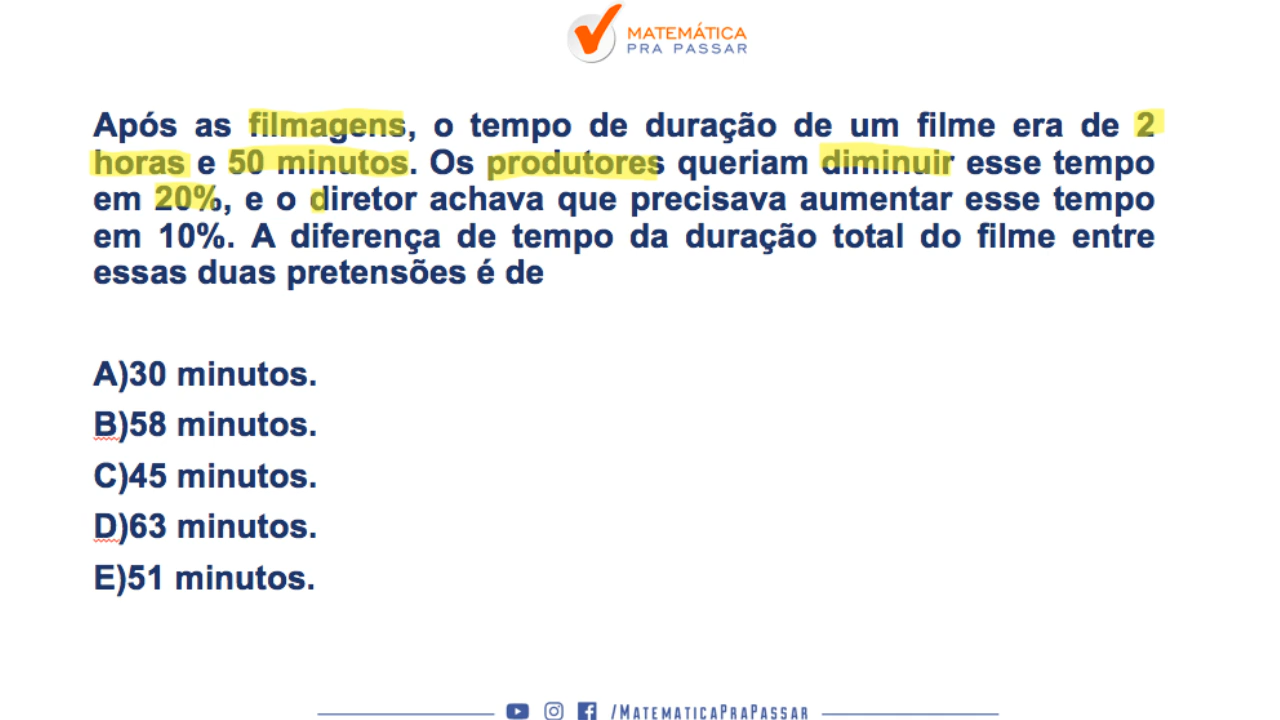 MATEMÁTICA
PRA PASSAR
Após as filmagens, o tempo de duração de um filme era de 2
horas e 50 minutos. Os produtores queriam diminuir esse tempo
em 20%, e o diretor achava que precisava aumentar esse tempo
em 10%. A diferença de tempo da duração total do filme entre
essas duas pretensões é de
A)30 minutos.
B)58 minutos.
C)45 minutos.
D)63 minutos.
E)51 minutos.
/MATEMATICAPRAPASSAR